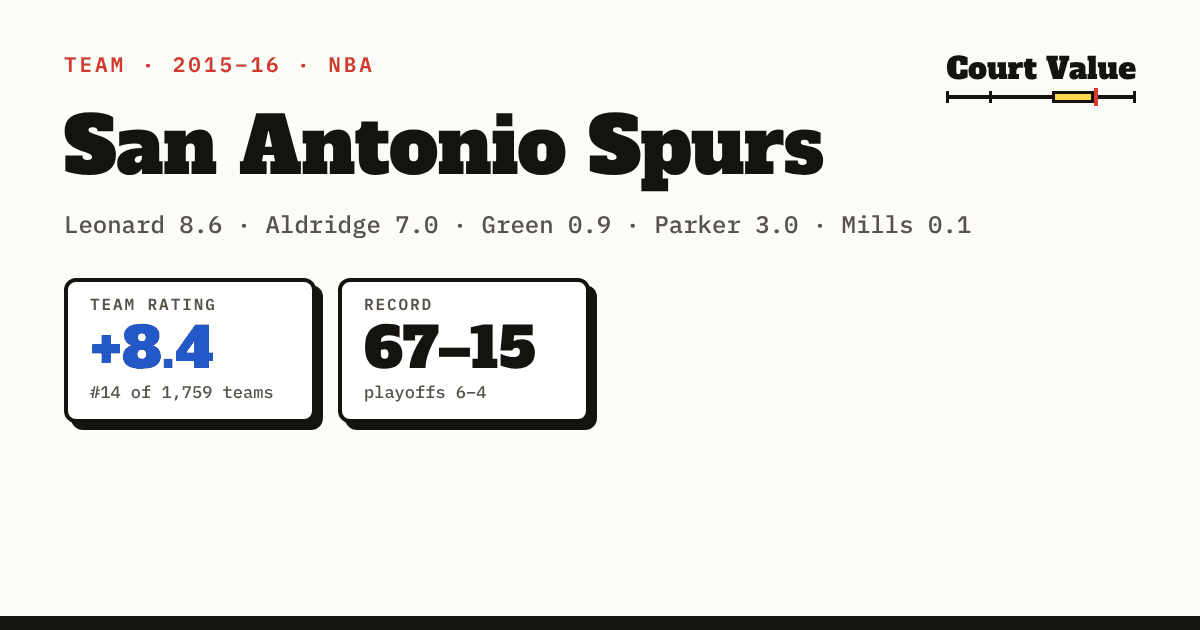 TEAM · 2015–16 · NBA
Court Value
San Antonio Spurs
Leonard 8.6 · Aldridge 7.0 · Green 0.9 · Parker 3.0 · Mills 0.1
TEAM RATING
+8.4
#14 of 1,759 teams
RECORD
67–15
playoffs 6–4